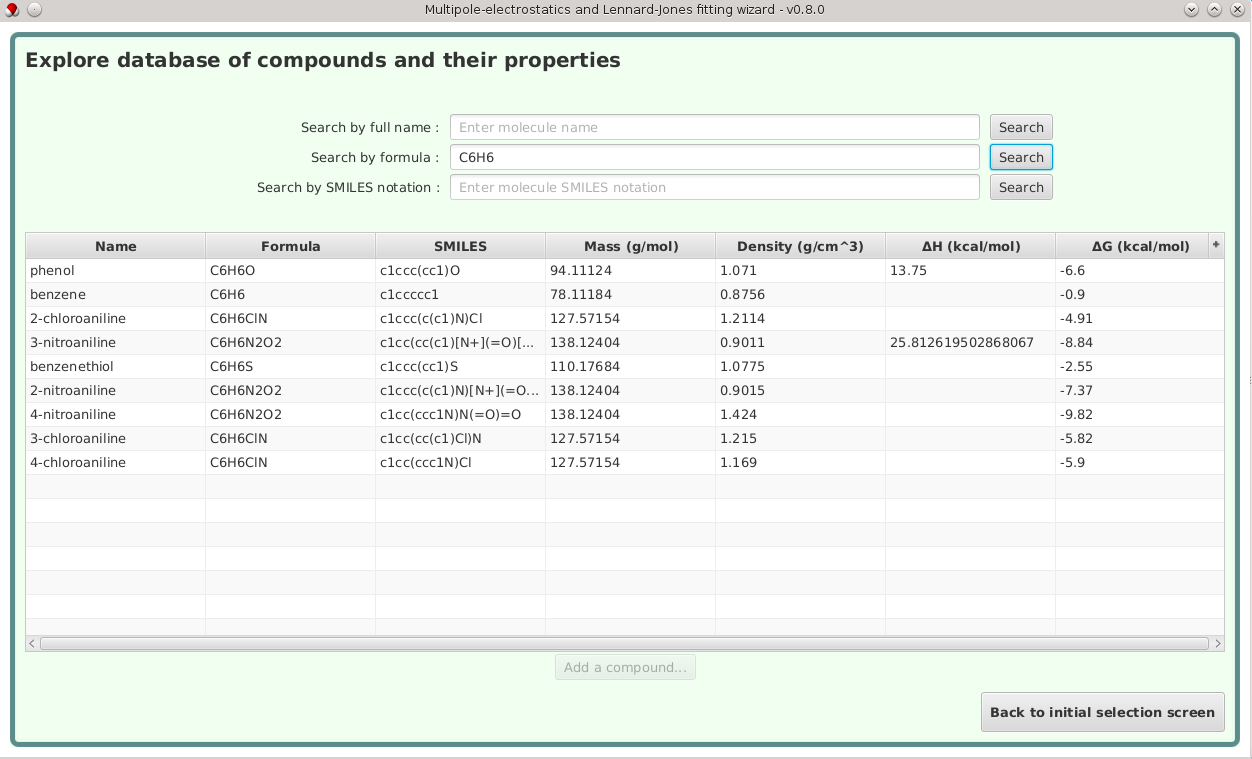 Multipole-electrostatics and Lennard-Jones fitting wizard - v0.8.0
Explore database of compounds and their properties
Search by full name : Enter molecule name Search
Search by formula : C6H6 Search
Search by SMILES notation : Enter molecule SMILES notation Search
Name Formula SMILES Mass (g/mol) Density (g/cm^3) ΔH (kcal/mol) ΔG (kcal/mol) +
phenol C6H6O c1ccc(cc1)O 94.11124 1.071 13.75 -6.6
benzene C6H6 c1ccccc1 78.11184 0.8756 -0.9
2-chloroaniline C6H6ClN c1ccc(c(c1)N)Cl 127.57154 1.2114 -4.91
3-nitroaniline C6H6N2O2 c1cc(cc(c1)[N+](=O)[... 138.12404 0.9011 25.812619502868067 -8.84
benzenethiol C6H6S c1ccc(cc1)S 110.17684 1.0775 -2.55
2-nitroaniline C6H6N2O2 c1ccc(c(c1)N)[N+](=O... 138.12404 0.9015 -7.37
4-nitroaniline C6H6N2O2 c1cc(ccc1N)N(=O)=O 138.12404 1.424 -9.82
3-chloroaniline C6H6ClN c1cc(cc(c1)Cl)N 127.57154 1.215 -5.82
4-chloroaniline C6H6ClN c1cc(ccc1N)Cl 127.57154 1.169 -5.9
Add a compound...
Back to initial selection screen